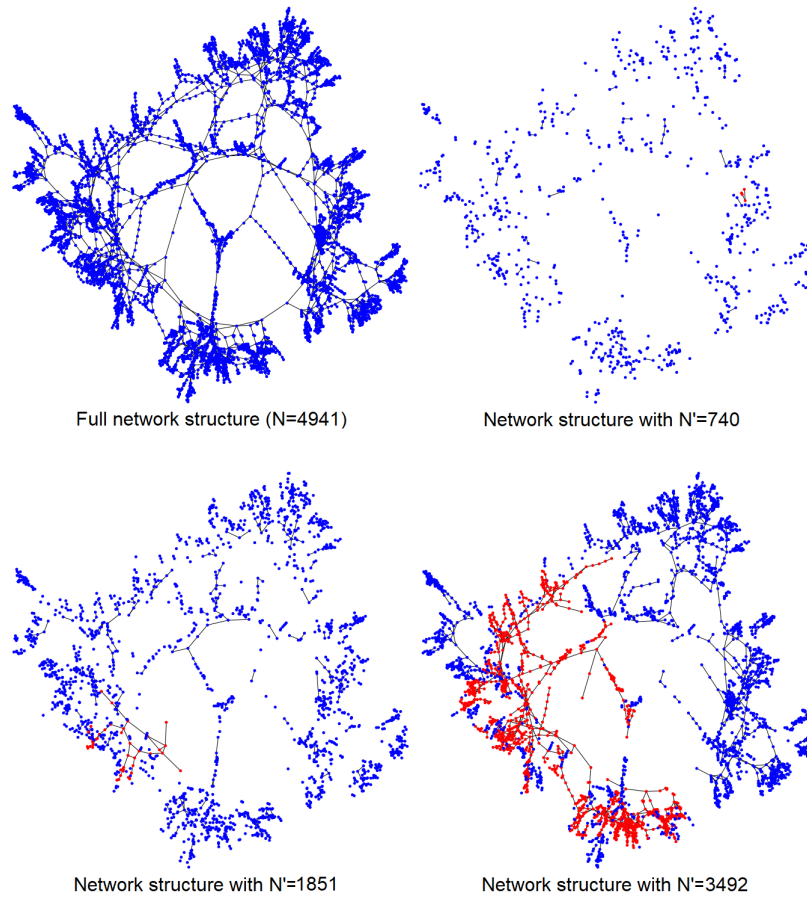 Full network structure (N=4941)
Network structure with N'=740
Network structure with N'=1851
Network structure with N'=3492